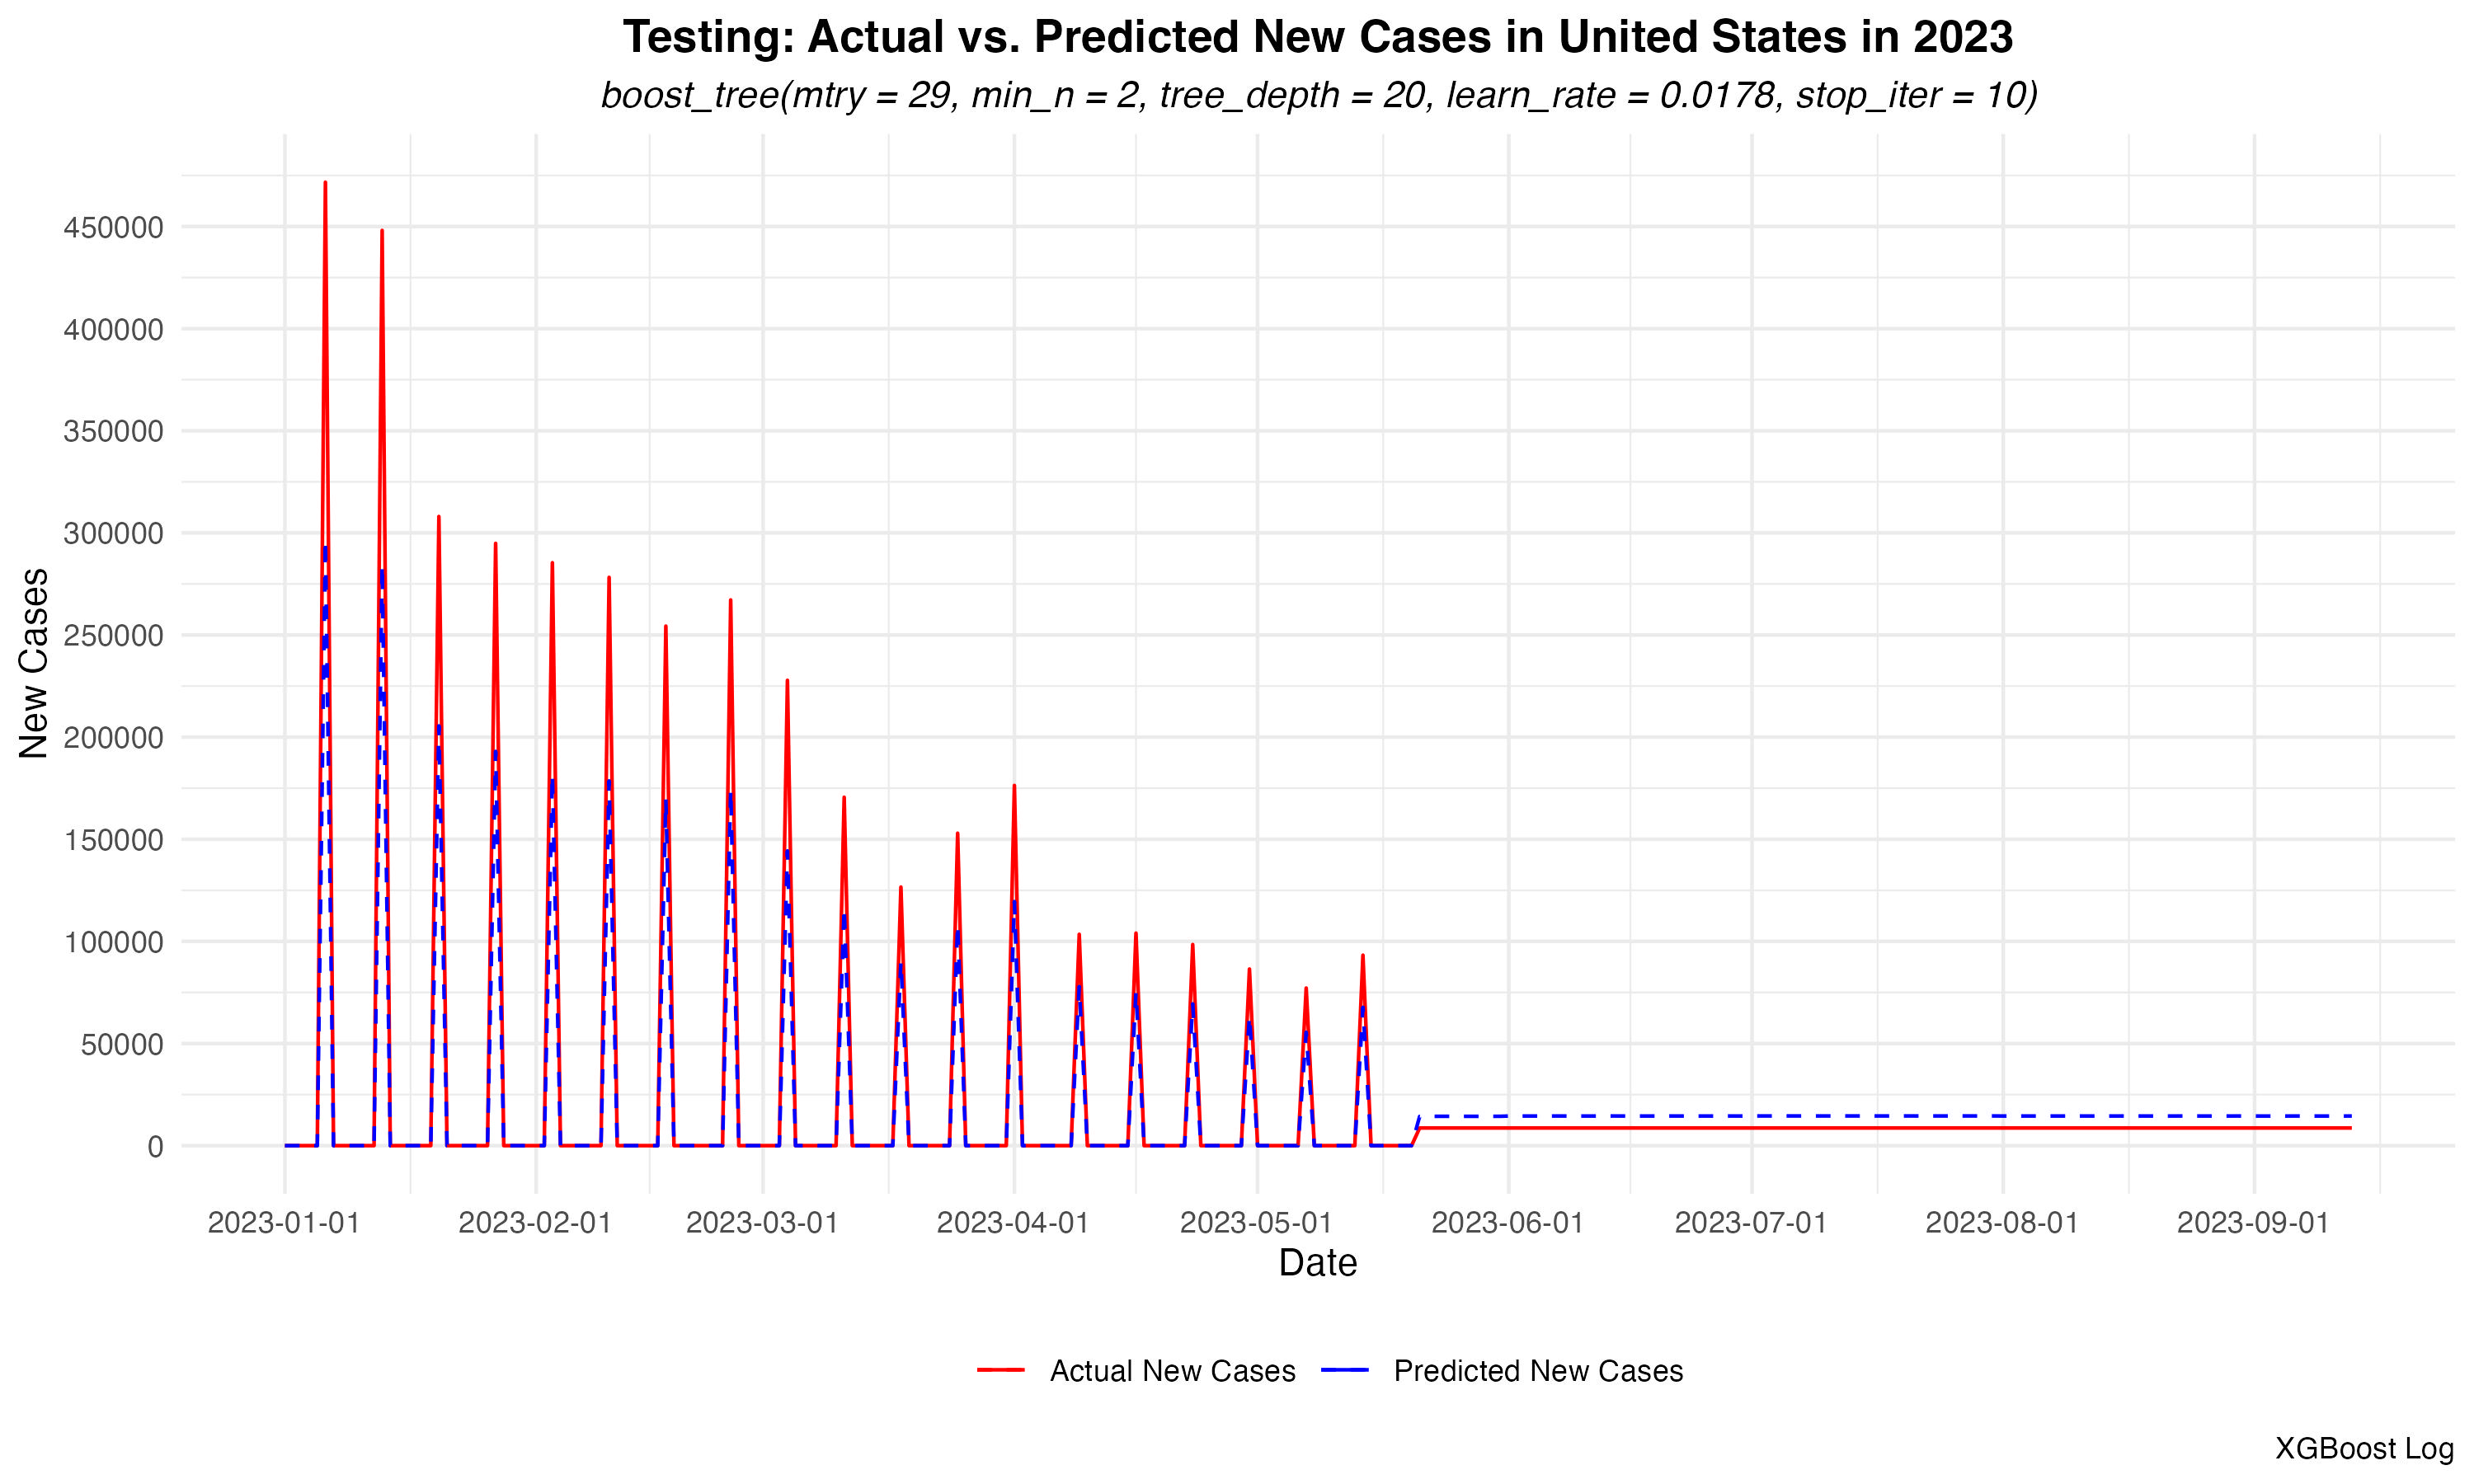 Testing: Actual vs. Predicted New Cases in United States in 2023
boost_tree(mtry = 29, min_n = 2, tree_depth = 20, learn_rate = 0.0178, stop_iter = 10)
New Cases
450000
400000
350000
300000
250000
200000
150000
100000
50000
0
2023-01-01 2023-02-01 2023-03-01 2023-04-01 2023-05-01 2023-06-01 2023-07-01 2023-08-01 2023-09-01
Date
Actual New Cases Predicted New Cases
XGBoost Log